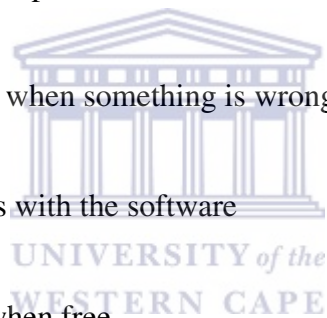 when something is wrong
s with the software
UNIVERSITY of the
WESTERN CAPE
when free